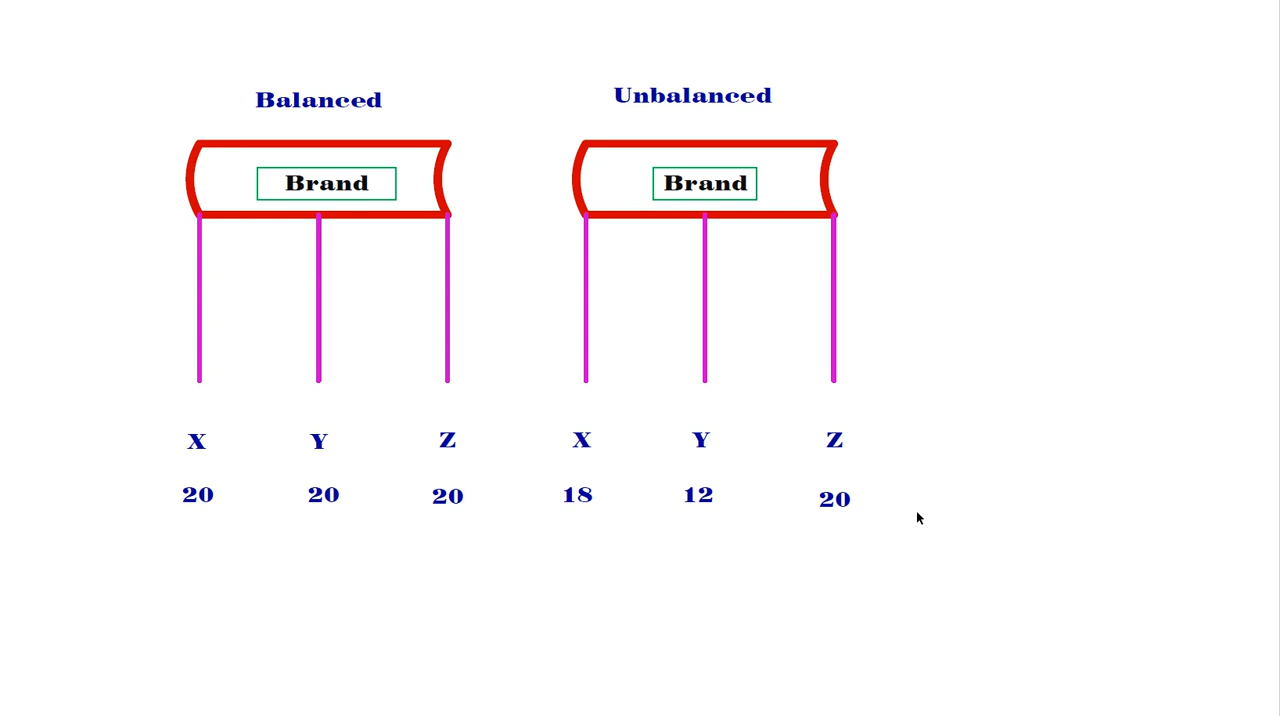 Balanced
Unbalanced
Brand
Brand
X Y Z
X Y Z
20 20 20
18 12 20